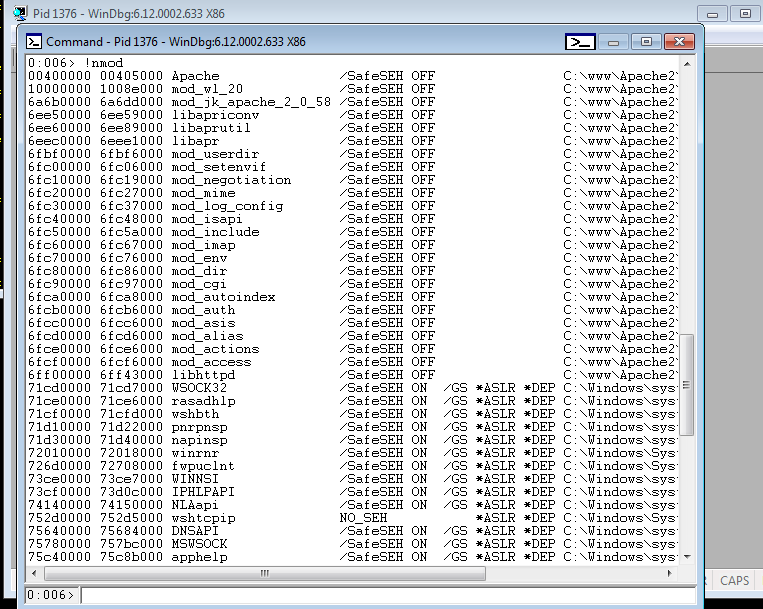 Pid 1376 - WinDbg:6.12.0002.633 X86
Command - Pid 1376 - WinDbg:6.12.0002.633 X86
0:006> !nmod
00400000 00405000 Apache /SafeSEH OFF C:\www\Apache2\
10000000 1008e000 mod_wl_20 /SafeSEH OFF C:\www\Apache2\
6a6b0000 6a6dd000 mod_jk_apache_2_0_58 /SafeSEH OFF C:\www\Apache2\
6ee50000 6ee59000 libapriconv /SafeSEH OFF C:\www\Apache2\
6ee60000 6ee89000 libaprutil /SafeSEH OFF C:\www\Apache2\
6eec0000 6eee1000 libapr /SafeSEH OFF C:\www\Apache2\
6fbf0000 6fbf6000 mod_userdir /SafeSEH OFF C:\www\Apache2\
6fc00000 6fc06000 mod_setenvif /SafeSEH OFF C:\www\Apache2\
6fc10000 6fc19000 mod_negotiation /SafeSEH OFF C:\www\Apache2\
6fc20000 6fc27000 mod_mime /SafeSEH OFF C:\www\Apache2\
6fc30000 6fc37000 mod_log_config /SafeSEH OFF C:\www\Apache2\
6fc40000 6fc48000 mod_isapi /SafeSEH OFF C:\www\Apache2\
6fc50000 6fc5a000 mod_include /SafeSEH OFF C:\www\Apache2\
6fc60000 6fc67000 mod_imap /SafeSEH OFF C:\www\Apache2\
6fc70000 6fc76000 mod_env /SafeSEH OFF C:\www\Apache2\
6fc80000 6fc86000 mod_dir /SafeSEH OFF C:\www\Apache2\
6fc90000 6fc97000 mod_cgi /SafeSEH OFF C:\www\Apache2\
6fca0000 6fca8000 mod_autoindex /SafeSEH OFF C:\www\Apache2\
6fcb0000 6fcb6000 mod_auth /SafeSEH OFF C:\www\Apache2\
6fcc0000 6fcc6000 mod_asis /SafeSEH OFF C:\www\Apache2\
6fcd0000 6fcd6000 mod_alias /SafeSEH OFF C:\www\Apache2\
6fce0000 6fce6000 mod_actions /SafeSEH OFF C:\www\Apache2\
6fcf0000 6fcf6000 mod_access /SafeSEH OFF C:\www\Apache2\
6ff00000 6ff43000 libhttpd /SafeSEH OFF C:\www\Apache2\
71cd0000 71cd7000 WSOCK32 /SafeSEH ON /GS *ASLR *DEP C:\Windows\sys
71ce0000 71ce6000 rasadhlp /SafeSEH ON /GS *ASLR *DEP C:\Windows\sys
71cf0000 71cfd000 wshbth /SafeSEH ON /GS *ASLR *DEP C:\Windows\sys
71d10000 71d22000 pnrpnsp /SafeSEH ON /GS *ASLR *DEP C:\Windows\sys
71d30000 71d40000 napinsp /SafeSEH ON /GS *ASLR *DEP C:\Windows\sys
72010000 72018000 winrnr /SafeSEH ON /GS *ASLR *DEP C:\Windows\Sys
726d0000 72708000 fwpuclnt /SafeSEH ON /GS *ASLR *DEP C:\Windows\Sys
73ce0000 73ce7000 WINNSI /SafeSEH ON /GS *ASLR *DEP C:\Windows\sys
73cf0000 73d0c000 IPHLPAPI /SafeSEH ON /GS *ASLR *DEP C:\Windows\sys
74140000 74150000 NLAapi /SafeSEH ON /GS *ASLR *DEP C:\Windows\sys
752d0000 752d5000 wshtcpip NO_SEH *ASLR *DEP C:\Windows\Sys
75640000 75684000 DNSAPI /SafeSEH ON /GS *ASLR *DEP C:\Windows\sys
75780000 757bc000 MSWSOCK /SafeSEH ON /GS *ASLR *DEP C:\Windows\sys
75c40000 75c8b000 apphelp /SafeSEH ON /GS *ASLR *DEP C:\Windows\sys
0:006>
CAPS